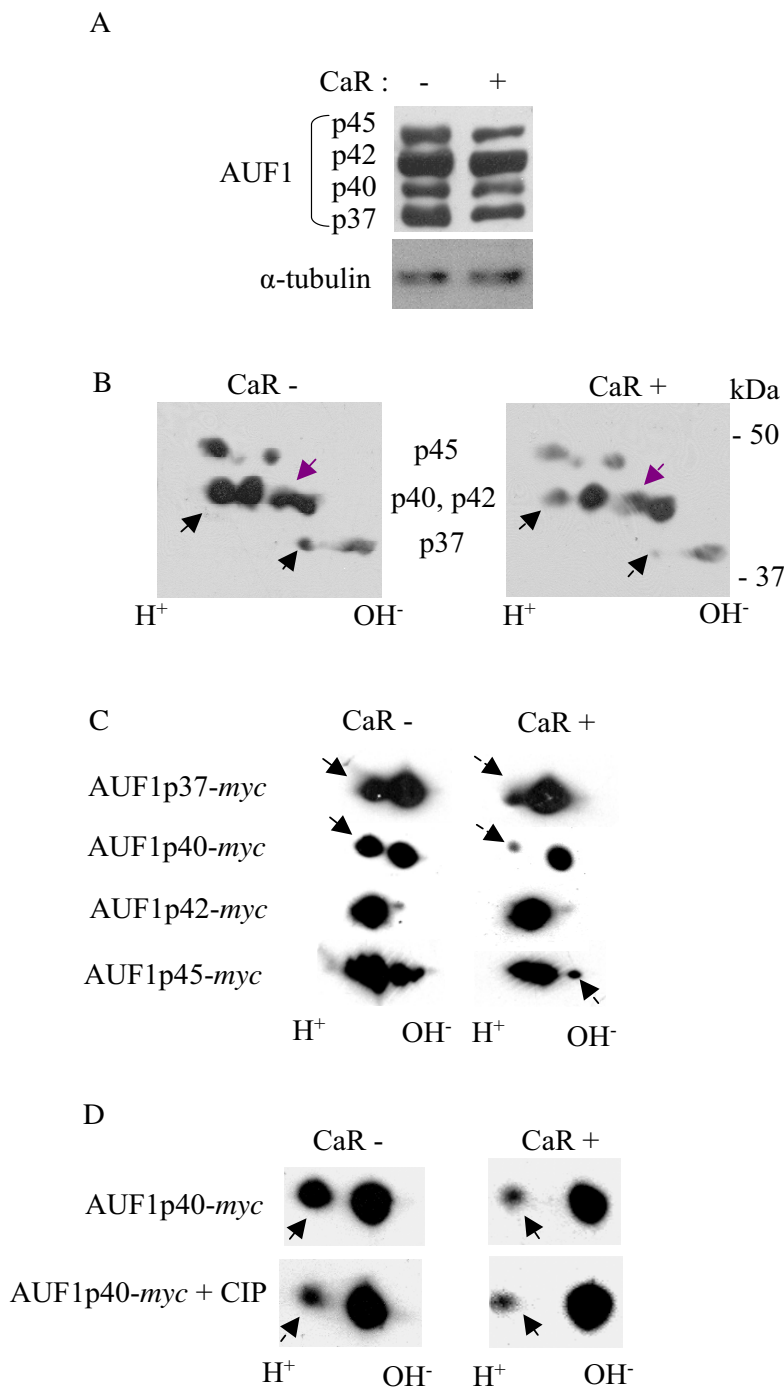 A
CaR : - +
p45
p42
AUF1
p40
p37
α-tubulin
B
CaR - CaR + kDa
- 50
p45
p40, p42
p37
- 37
H⁺ OH⁻ H⁺ OH⁻
C
CaR - CaR +
AUF1p37-myc
AUF1p40-myc
AUF1p42-myc
AUF1p45-myc
H⁺ OH⁻ H⁺ OH⁻
D
CaR - CaR +
AUF1p40-myc
AUF1p40-myc + CIP
H⁺ OH⁻ H⁺ OH⁻